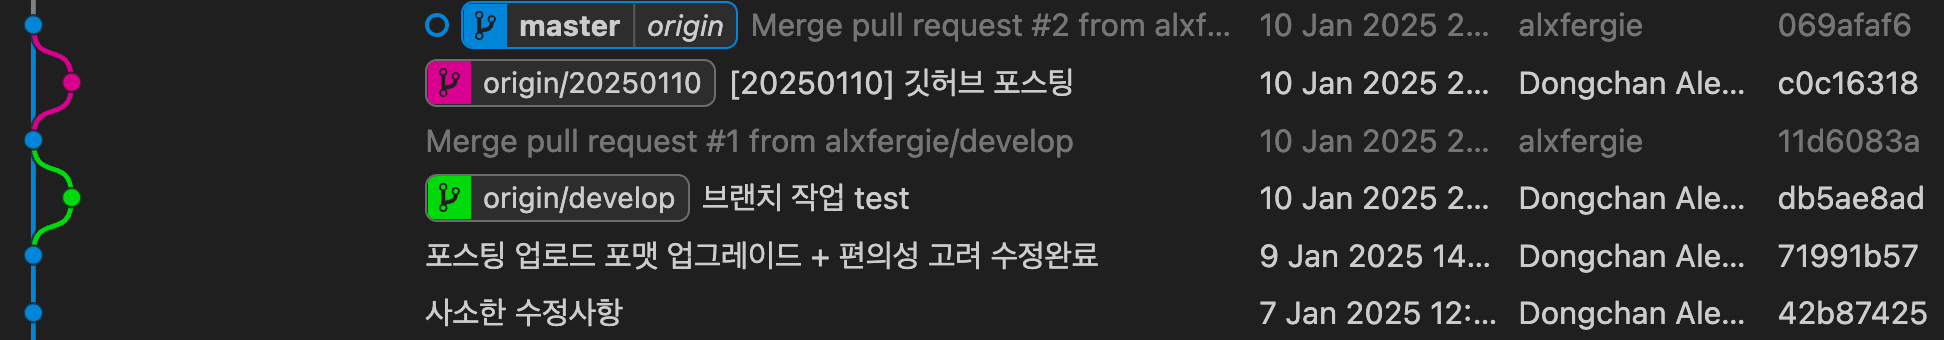 master origin Merge pull request #2 from alxf... 10 Jan 2025 2... alxfergie 069afaf6
origin/20250110 [20250110] 깃허브 포스팅 10 Jan 2025 2... Dongchan Ale... c0c16318
Merge pull request #1 from alxfergie/develop 10 Jan 2025 2... alxfergie 11d6083a
origin/develop 브랜치 작업 test 10 Jan 2025 2... Dongchan Ale... db5ae8ad
포스팅 업로드 포맷 업그레이드 + 편의성 고려 수정완료 9 Jan 2025 14... Dongchan Ale... 71991b57
사소한 수정사항 7 Jan 2025 12:... Dongchan Ale... 42b87425